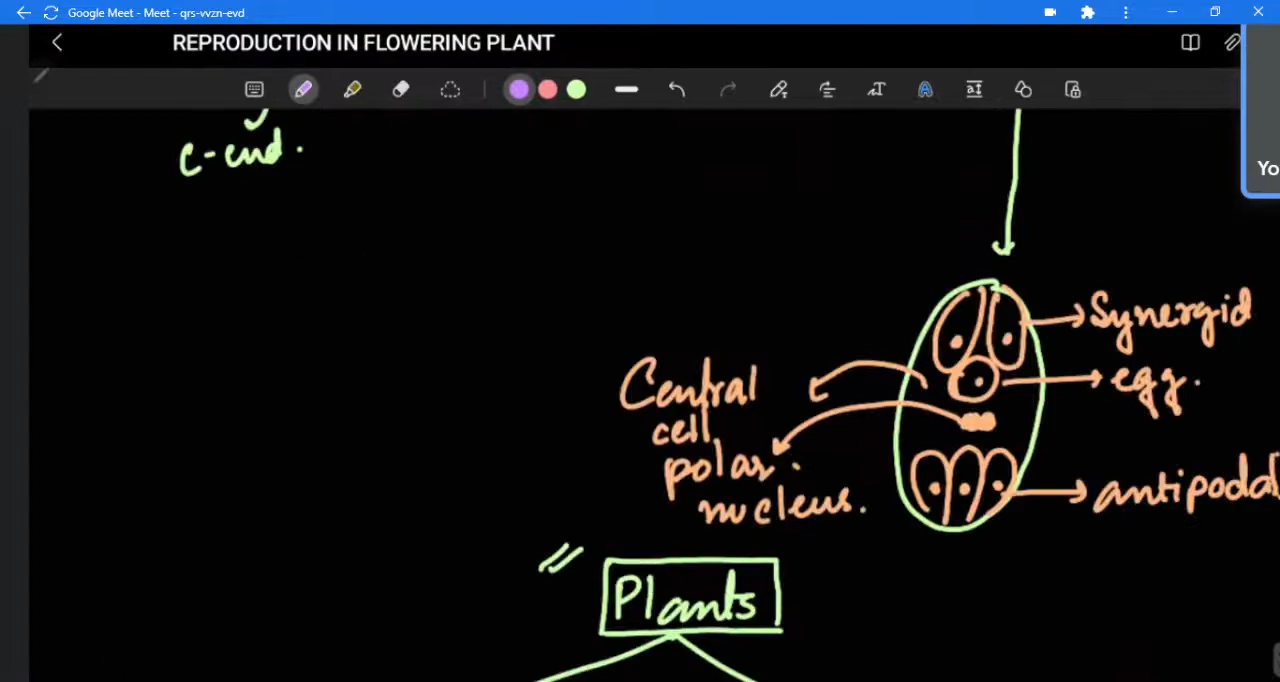 Google Meet - Meet - qrs-vvzn-evd
REPRODUCTION IN FLOWERING PLANT
c-end.
Yo
Synergid
Central
cell
egg.
polar
nucleus.
antipodal
Plants